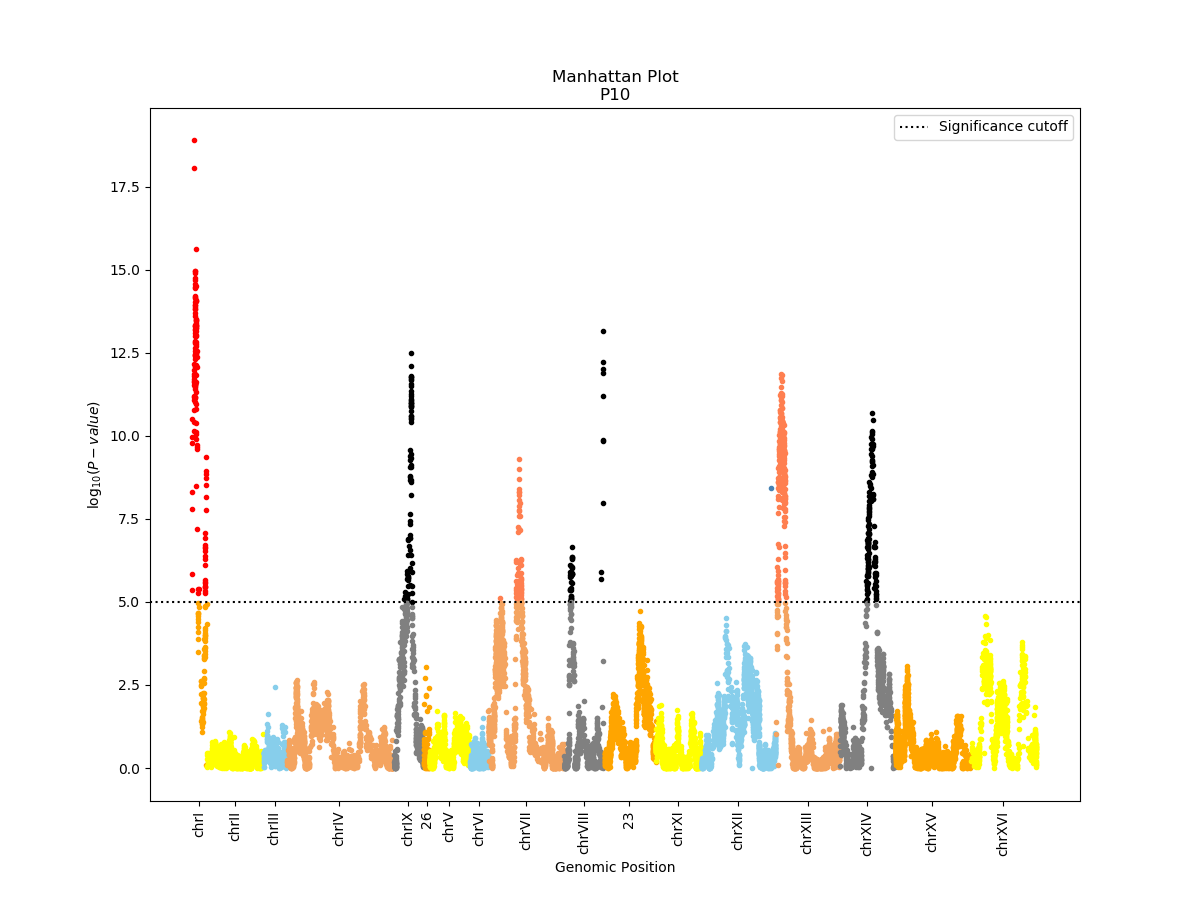 Manhattan Plot
P10
Significance cutoff
17.5
15.0
12.5
10.0
7.5
5.0
2.5
0.0
log10(P − value)
chrI
chrII
chrIII
chrIV
chrIX
26
chrV
chrVI
chrVII
chrVIII
23
chrXI
chrXII
chrXIII
chrXIV
chrXV
chrXVI
Genomic Position